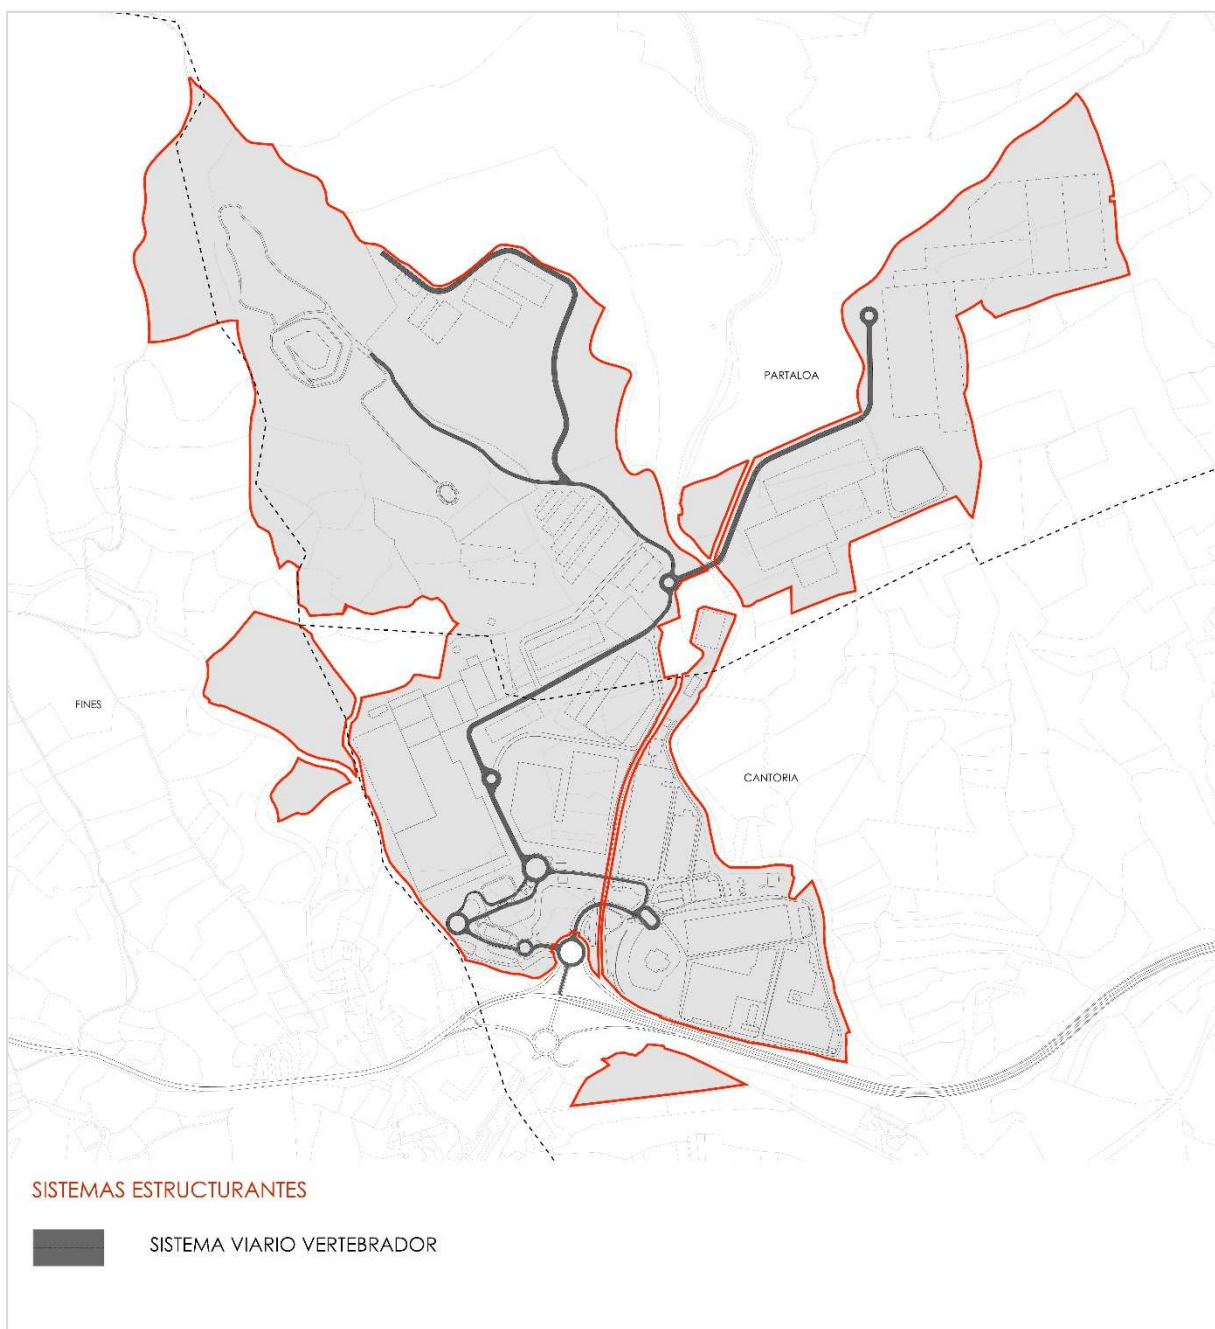 PARTALOA
FINES
CANTORIA
SISTEMAS ESTRUCTURANTES
SISTEMA VIARIO VERTEBRADOR